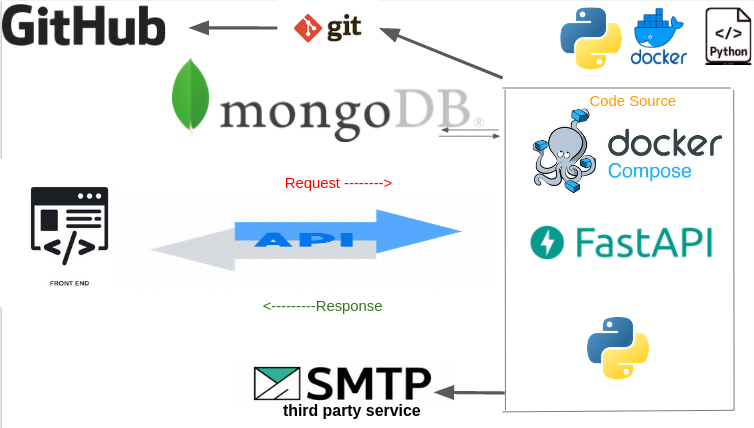 GitHub
git
docker
</>
Python
mongoDB®
Code Source
docker
Compose
Request -------->
API
</>
FRONT END
FastAPI
<---------Response
SMTP
third party service